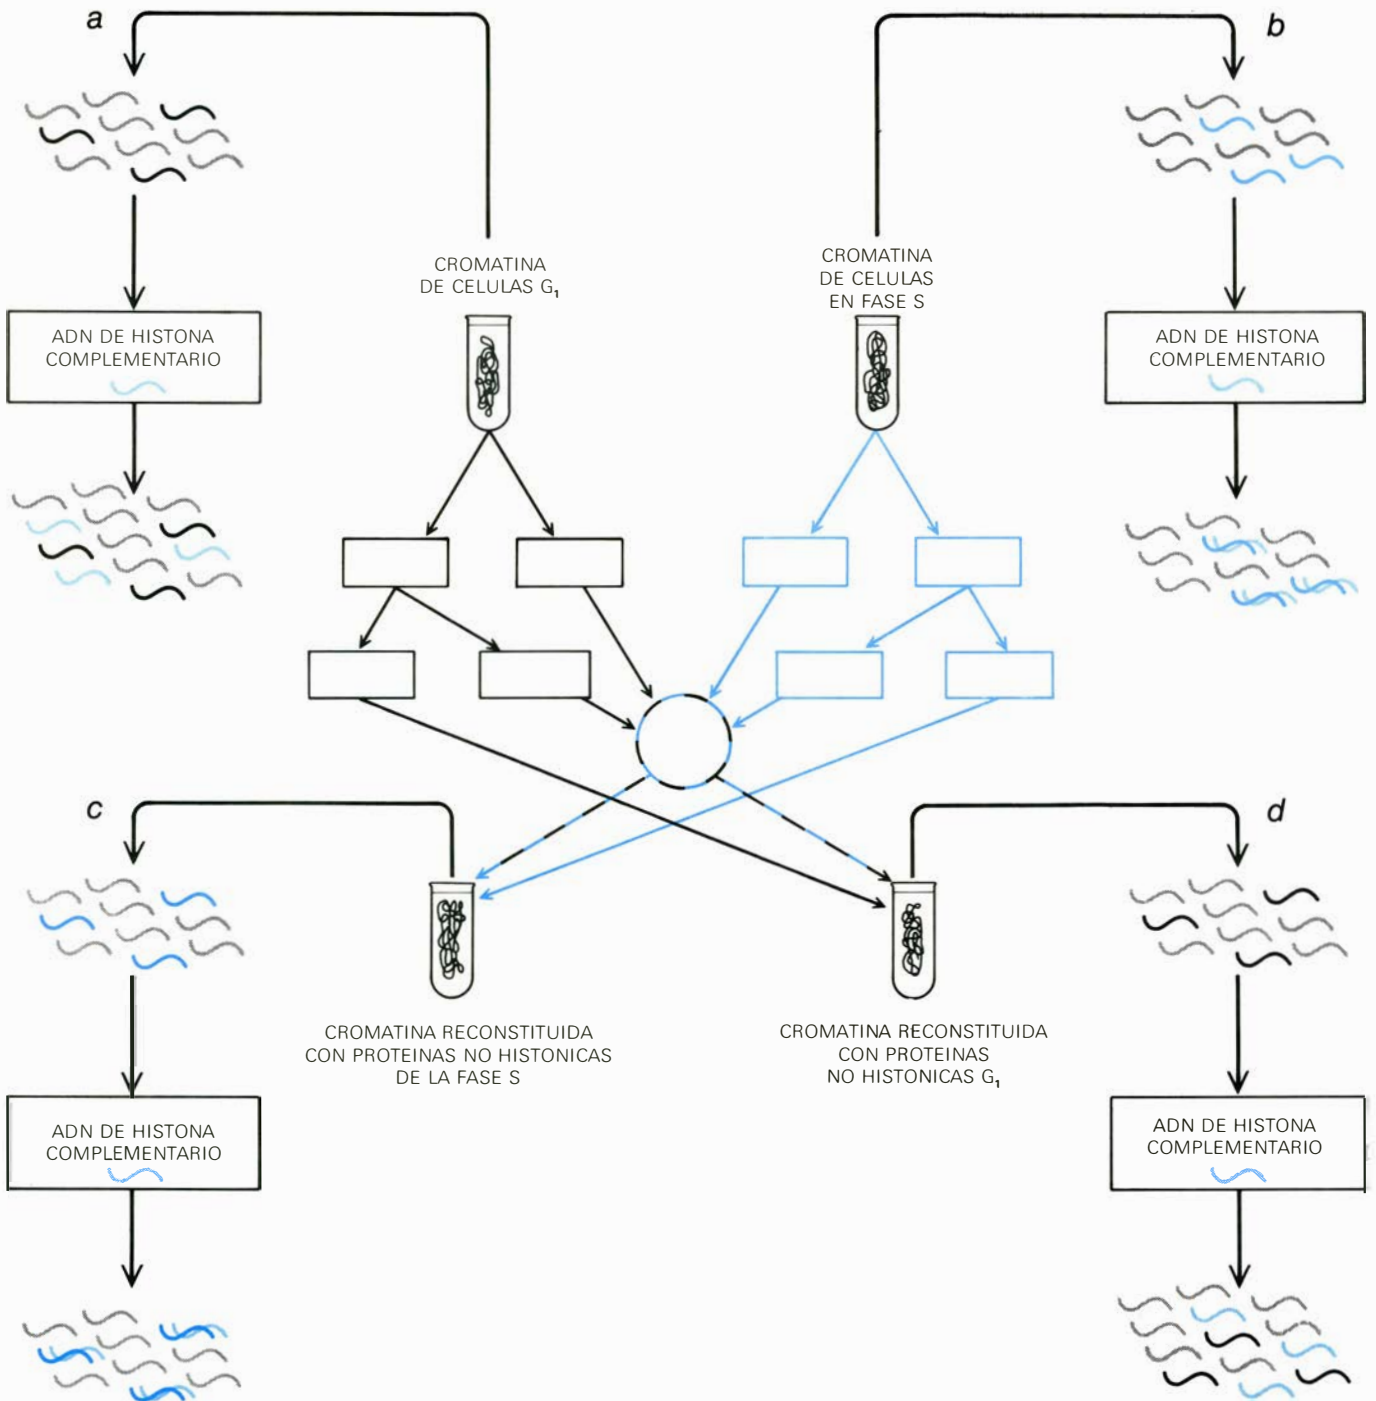 a
b
CROMATINA
DE CELULAS G₁
CROMATINA
DE CELULAS
EN FASE S
ADN DE HISTONA
COMPLEMENTARIO
ADN DE HISTONA
COMPLEMENTARIO
c
d
CROMATINA RECONSTITUIDA
CON PROTEINAS NO HISTONICAS
DE LA FASE S
CROMATINA RECONSTITUIDA
CON PROTEINAS
NO HISTONICAS G₁
ADN DE HISTONA
COMPLEMENTARIO
ADN DE HISTONA
COMPLEMENTARIO